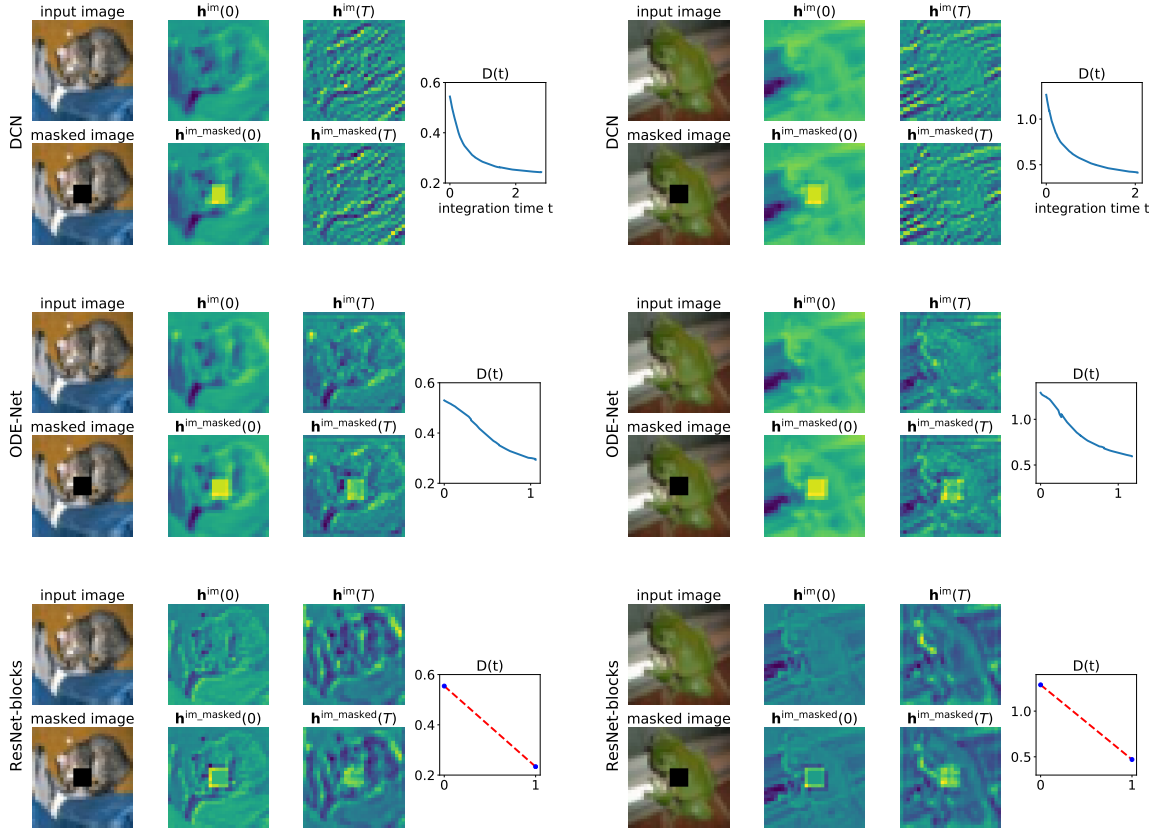 input image h^im(0) h^im(T) input image h^im(0) h^im(T)
DCN D(t) DCN D(t)
0.6
0.4 1.0
masked image h^im_masked(0) h^im_masked(T) masked image h^im_masked(0) h^im_masked(T)
0.5
0.2
0 2 0 2
integration time t integration time t
input image h^im(0) h^im(T) input image h^im(0) h^im(T)
ODE-Net D(t) ODE-Net D(t)
0.6
1.0
masked image h^im_masked(0) h^im_masked(T) masked image h^im_masked(0) h^im_masked(T)
0.4
0.5
0.2
0 1 0 1
input image h^im(0) h^im(T) input image h^im(0) h^im(T)
ResNet-blocks D(t) ResNet-blocks D(t)
0.6
1.0
masked image h^im_masked(0) h^im_masked(T) masked image h^im_masked(0) h^im_masked(T)
0.4
0.5
0.2
0 1 0 1